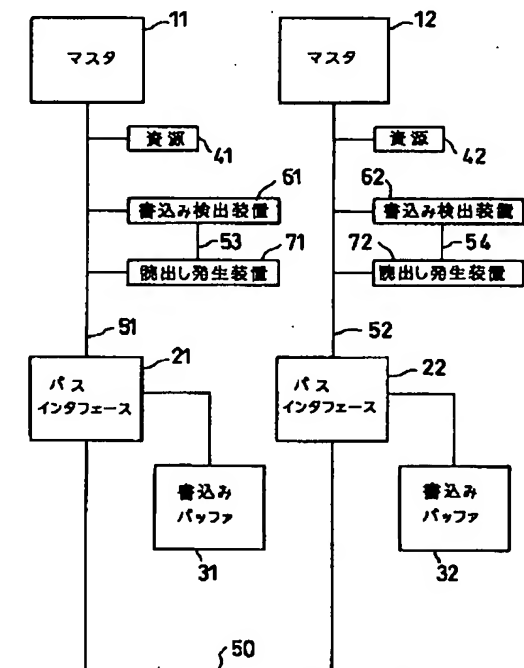 11
12
マスタ
マスタ
資源
資源
41
42
61
62
書込み検出装置
書込み検出装置
53
71
72
54
読出し発生装置
読出し発生装置
51
52
21
22
バス
インタフェース
バス
インタフェース
書込み
バッファ
書込み
バッファ
31
32
50